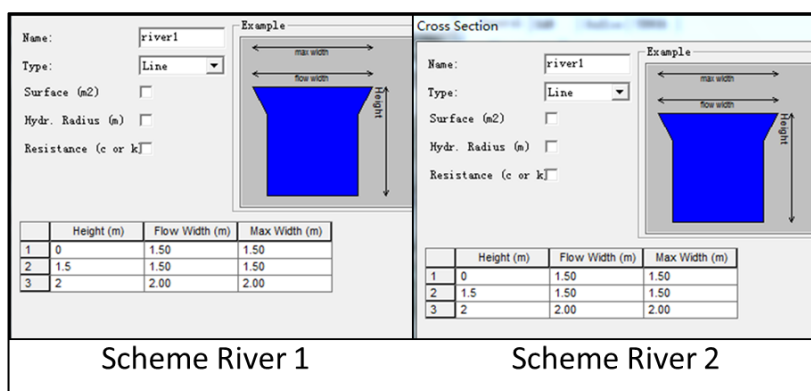 Name:
river1
Type:
Line
Surface (m2)
Hydr. Radius (m)
Resistance (c or k)
Example
max width
flow width
Height
Height (m) Flow Width (m) Max Width (m)
1 0 1.50 1.50
2 1.5 1.50 1.50
3 2 2.00 2.00
Scheme River 1
Cross Section
Name:
river1
Type:
Line
Surface (m2)
Hydr. Radius (m)
Resistance (c or k)
Example
max width
flow width
Height
Height (m) Flow Width (m) Max Width (m)
1 0 1.50 1.50
2 1.5 1.50 1.50
3 2 2.00 2.00
Scheme River 2